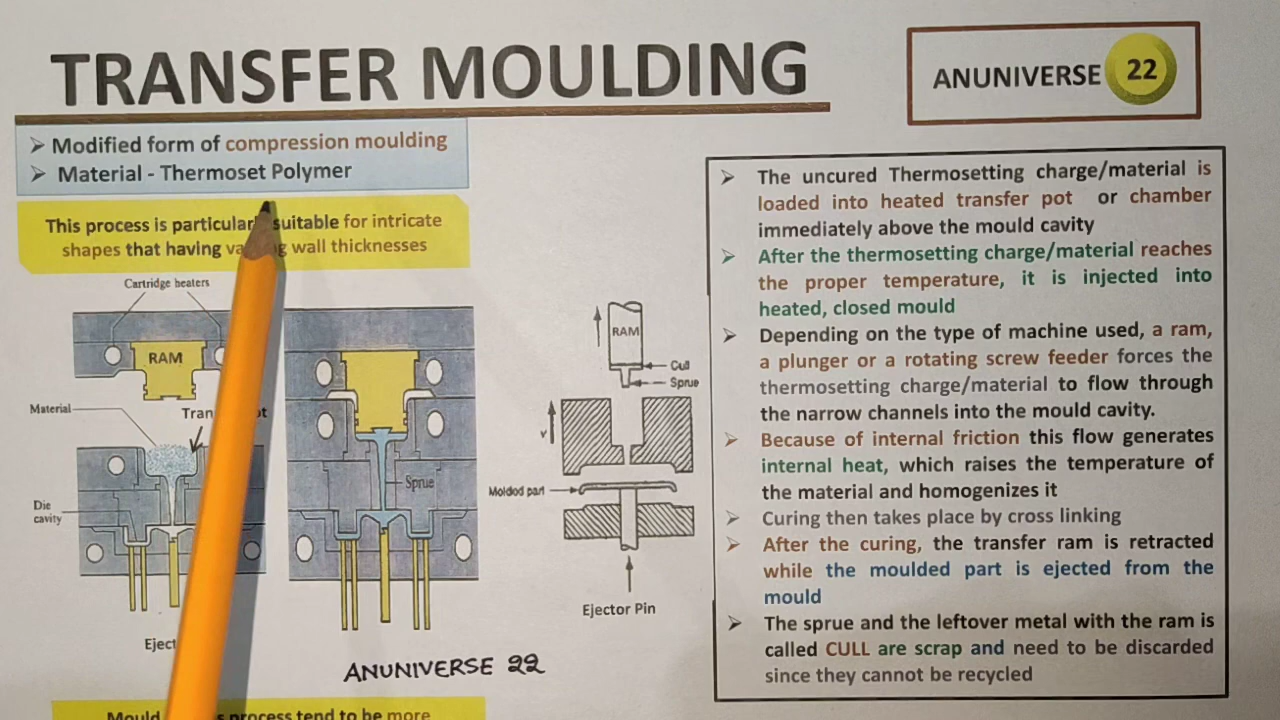 TRANSFER MOULDING
ANUNIVERSE 22
➢ Modified form of compression moulding
➢ Material - Thermoset Polymer
This process is suitable for intricate
shapes that having wall thicknesses
Cartridge heaters
RAM
Material
Die
cavity
Sprue
RAM
Cull
Sprue
v
Molded part
Ejector Pin
ANUNIVERSE 22
process tend to be more
➢ The uncured Thermosetting charge/material is
loaded into heated transfer pot or chamber
immediately above the mould cavity
➢ After the thermosetting charge/material reaches
the proper temperature, it is injected into
heated, closed mould
➢ Depending on the type of machine used, a ram,
a plunger or a rotating screw feeder forces the
thermosetting charge/material to flow through
the narrow channels into the mould cavity.
➢ Because of internal friction this flow generates
internal heat, which raises the temperature of
the material and homogenizes it
➢ Curing then takes place by cross linking
➢ After the curing, the transfer ram is retracted
while the moulded part is ejected from the
mould
➢ The sprue and the leftover metal with the ram is
called CULL are scrap and need to be discarded
since they cannot be recycled